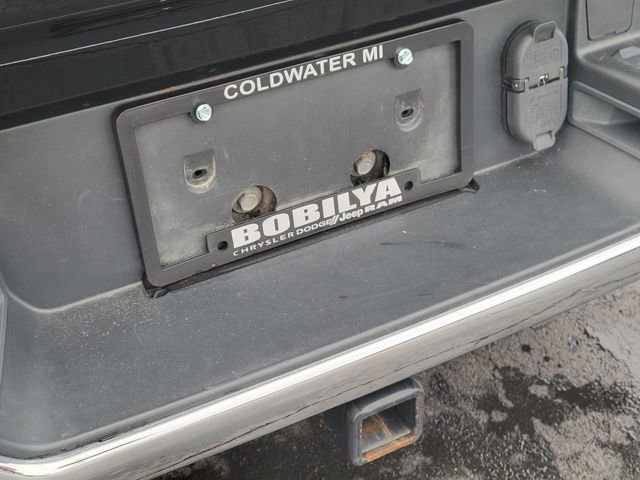 COLDWATER MI
BOBILYA
CHRYSLER DODGE// Jeep RAM